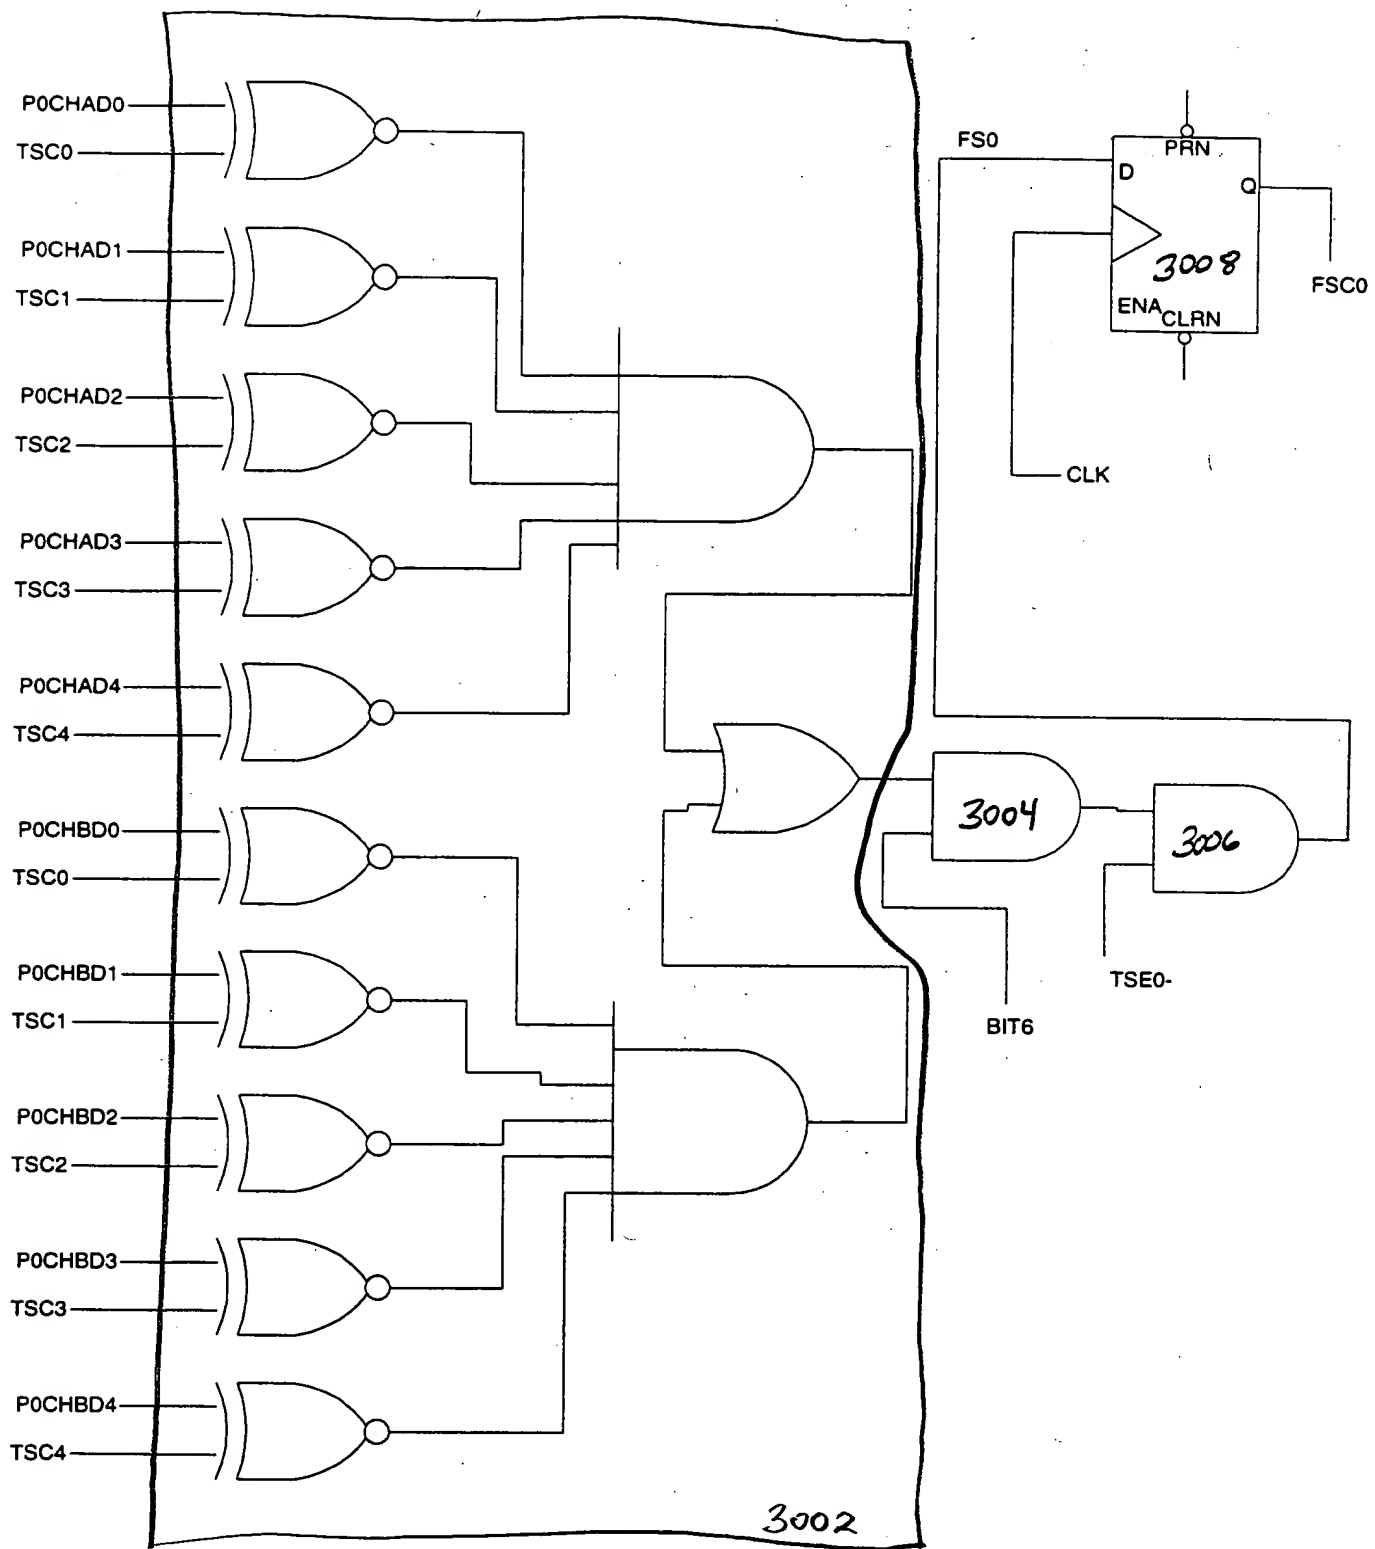 P0CHAD0
TSC0
P0CHAD1
TSC1
P0CHAD2
TSC2
P0CHAD3
TSC3
P0CHAD4
TSC4
P0CHBD0
TSC0
P0CHBD1
TSC1
P0CHBD2
TSC2
P0CHBD3
TSC3
P0CHBD4
TSC4
3002
FS0
PRN
D
Q
3008
ENA
CLRN
FSC0
CLK
3004
3006
TSE0-
BIT6